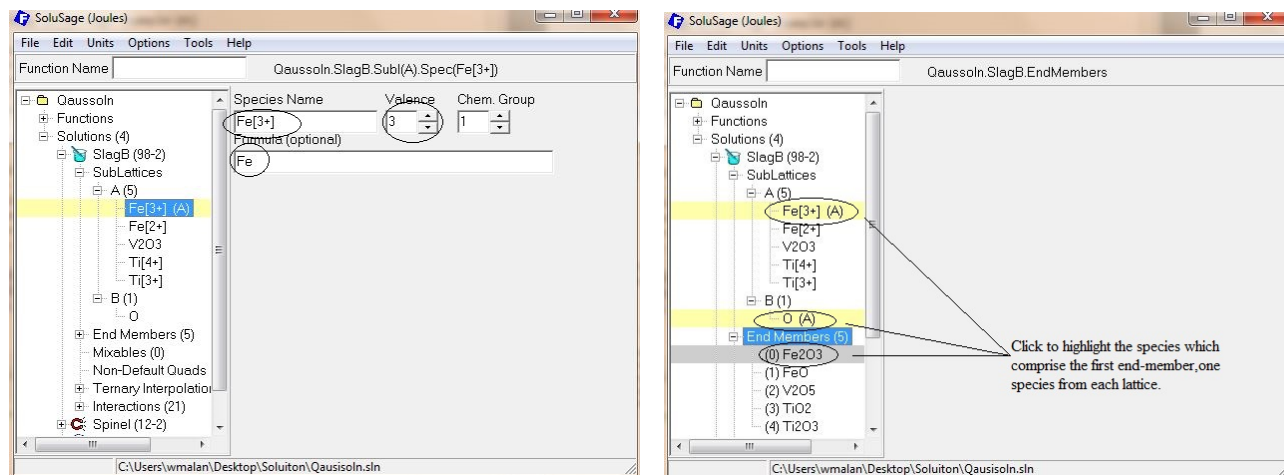 SoluSage (Joules)
File Edit Units Options Tools Help
Function Name
Qaussoln.SlagB.Subl(A).Spec(Fe[3+])
Qaussoln
Functions
Solutions (4)
SlagB (98-2)
SubLattices
A (5)
Fe[3+] (A)
Fe[2+]
V2O3
Ti[4+]
Ti[3+]
B (1)
O
End Members (5)
Mixables (0)
Non-Default Quads
Ternary Interpolation
Interactions (21)
Spinel (12-2)
Species Name Valence Chem. Group
Fe[3+] 3 1
Formula (optional)
Fe
C:\Users\wmalan\Desktop\Soluiton\Qausisoln.sln
SoluSage (Joules)
File Edit Units Options Tools Help
Function Name
Qaussoln.SlagB.EndMembers
Qaussoln
Functions
Solutions (4)
SlagB (98-2)
SubLattices
A (5)
Fe[3+] (A)
Fe[2+]
V2O3
Ti[4+]
Ti[3+]
B (1)
O (A)
End Members (5)
(0) Fe2O3
(1) FeO
(2) V2O5
(3) TiO2
(4) Ti2O3
Click to highlight the species which
comprise the first end-member,one
species from each lattice.
C:\Users\wmalan\Desktop\Soluiton\Qausisoln.sln